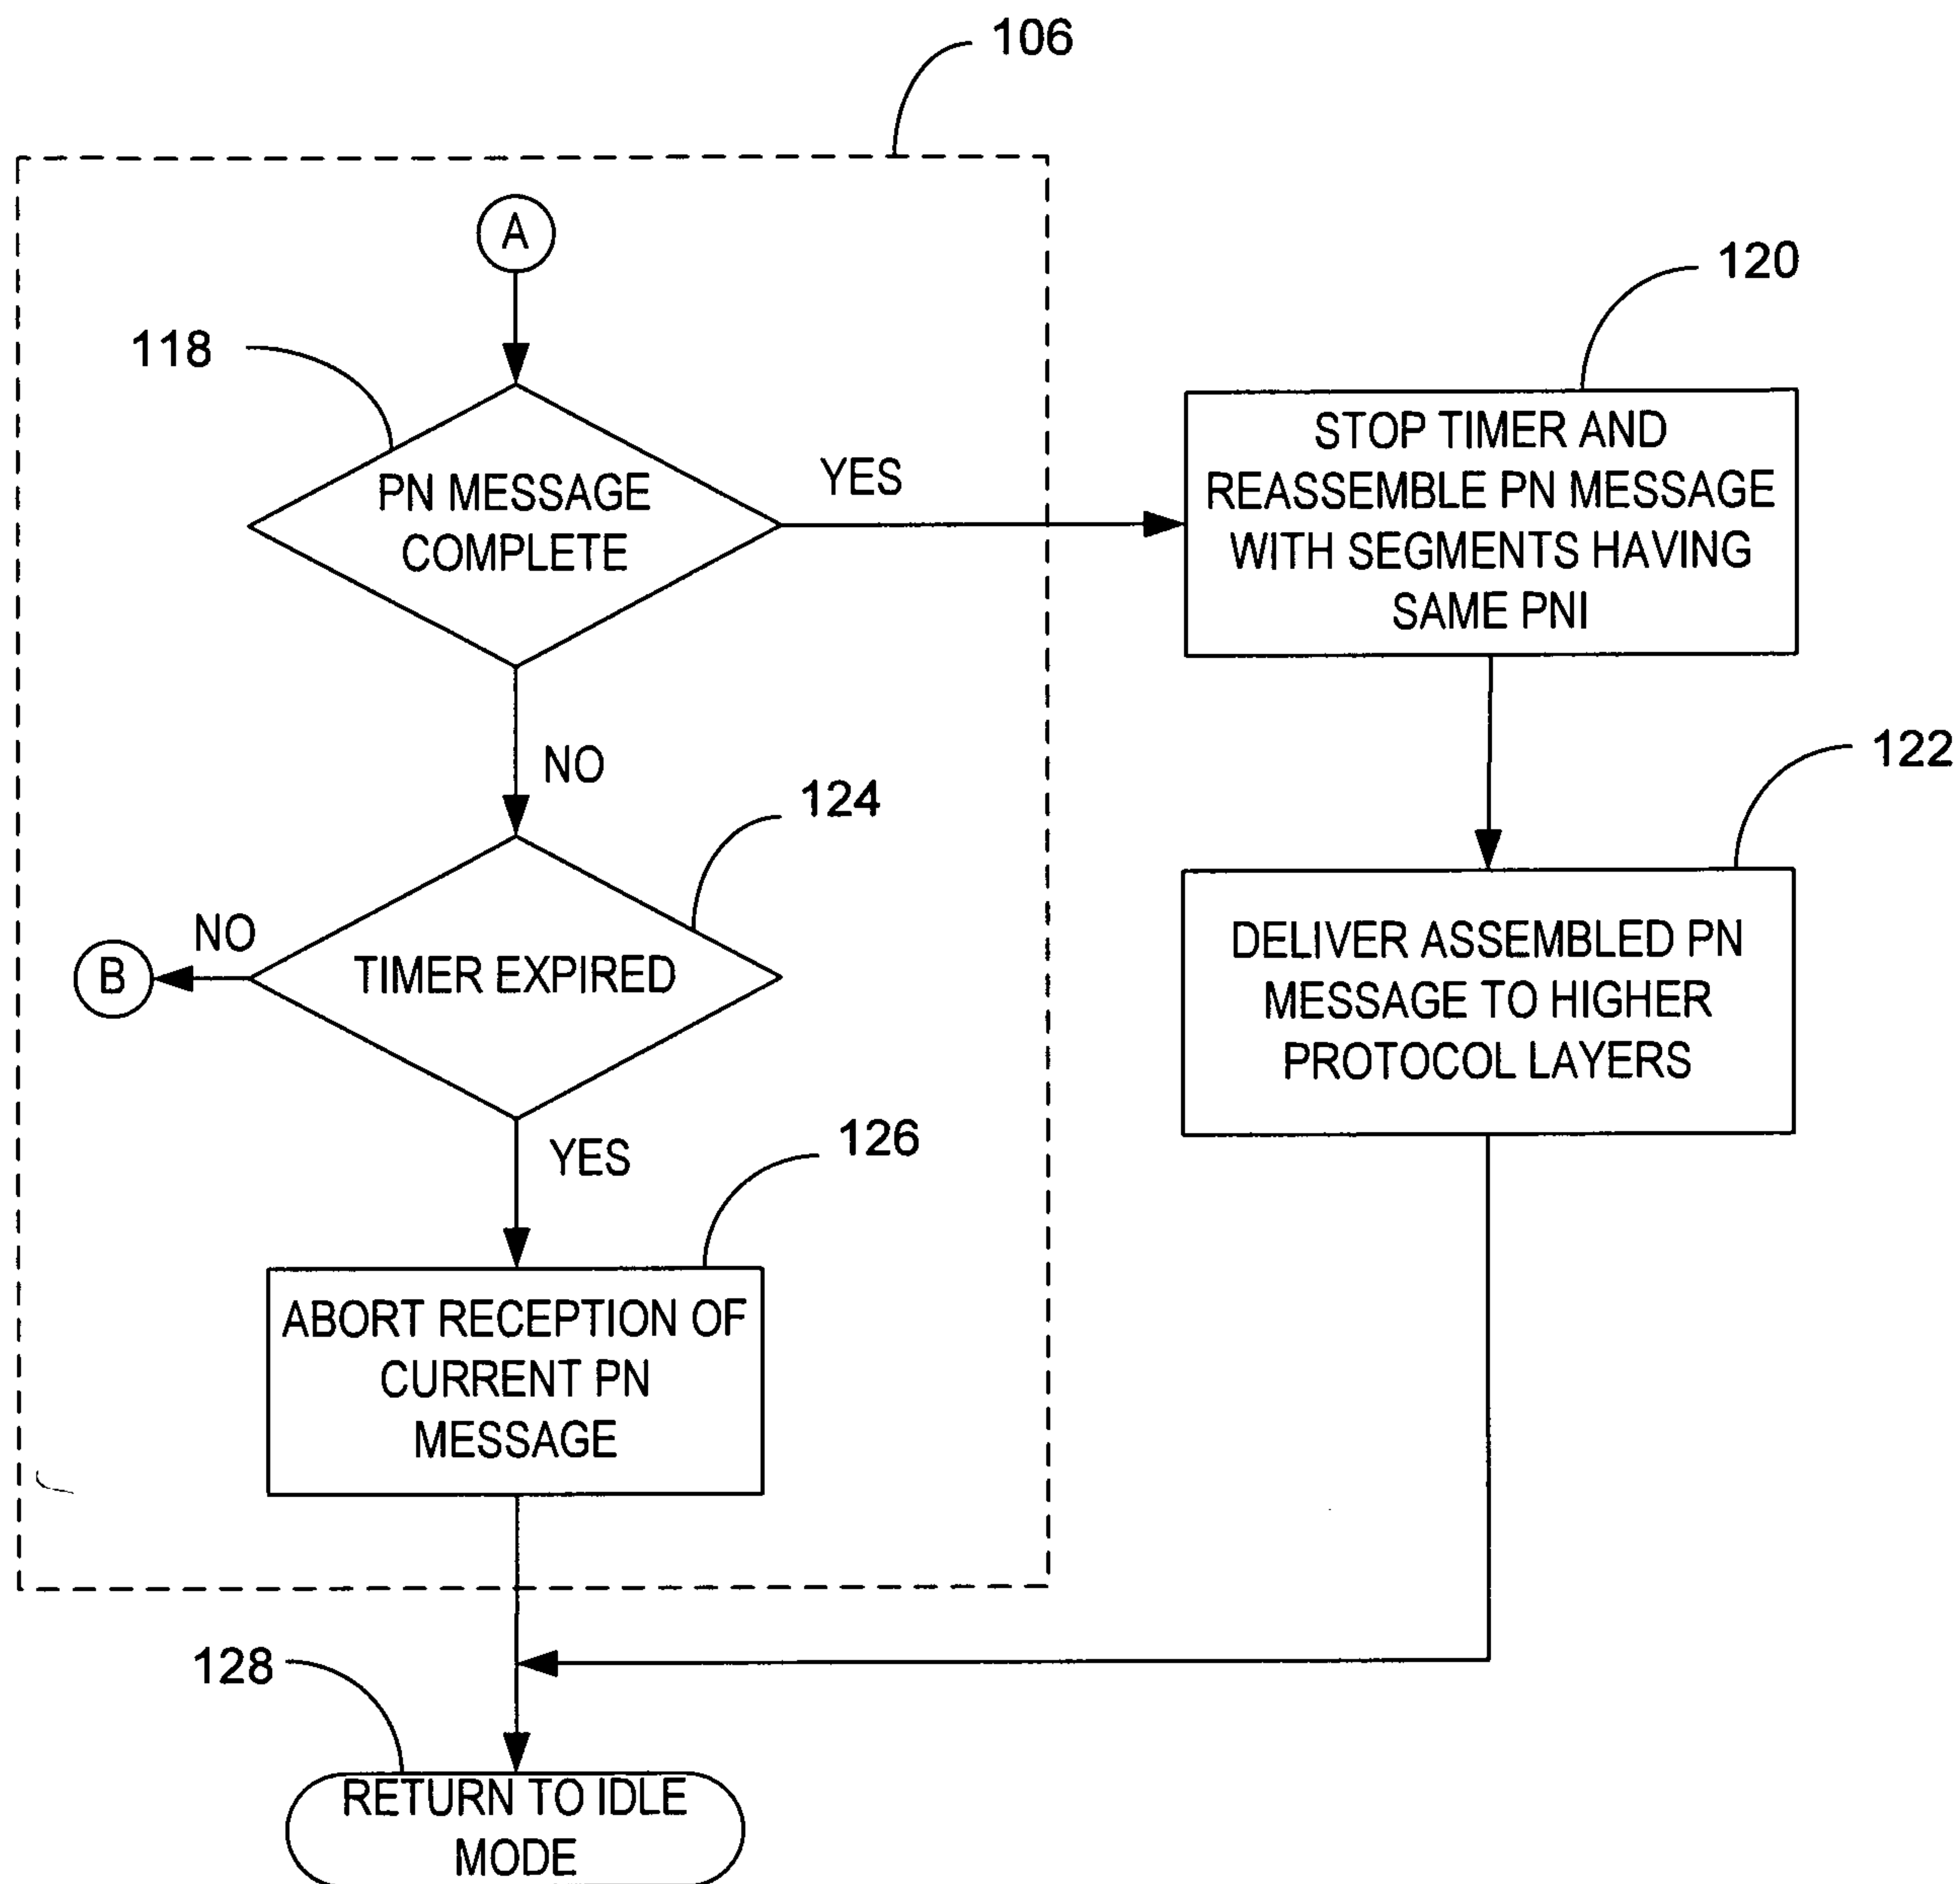 106
A
118
PN MESSAGE
COMPLETE
YES
120
STOP TIMER AND
REASSEMBLE PN MESSAGE
WITH SEGMENTS HAVING
SAME PNI
NO
122
DELIVER ASSEMBLED PN
MESSAGE TO HIGHER
PROTOCOL LAYERS
124
TIMER EXPIRED
NO
B
YES
126
ABORT RECEPTION OF
CURRENT PN
MESSAGE
128
RETURN TO IDLE
MODE